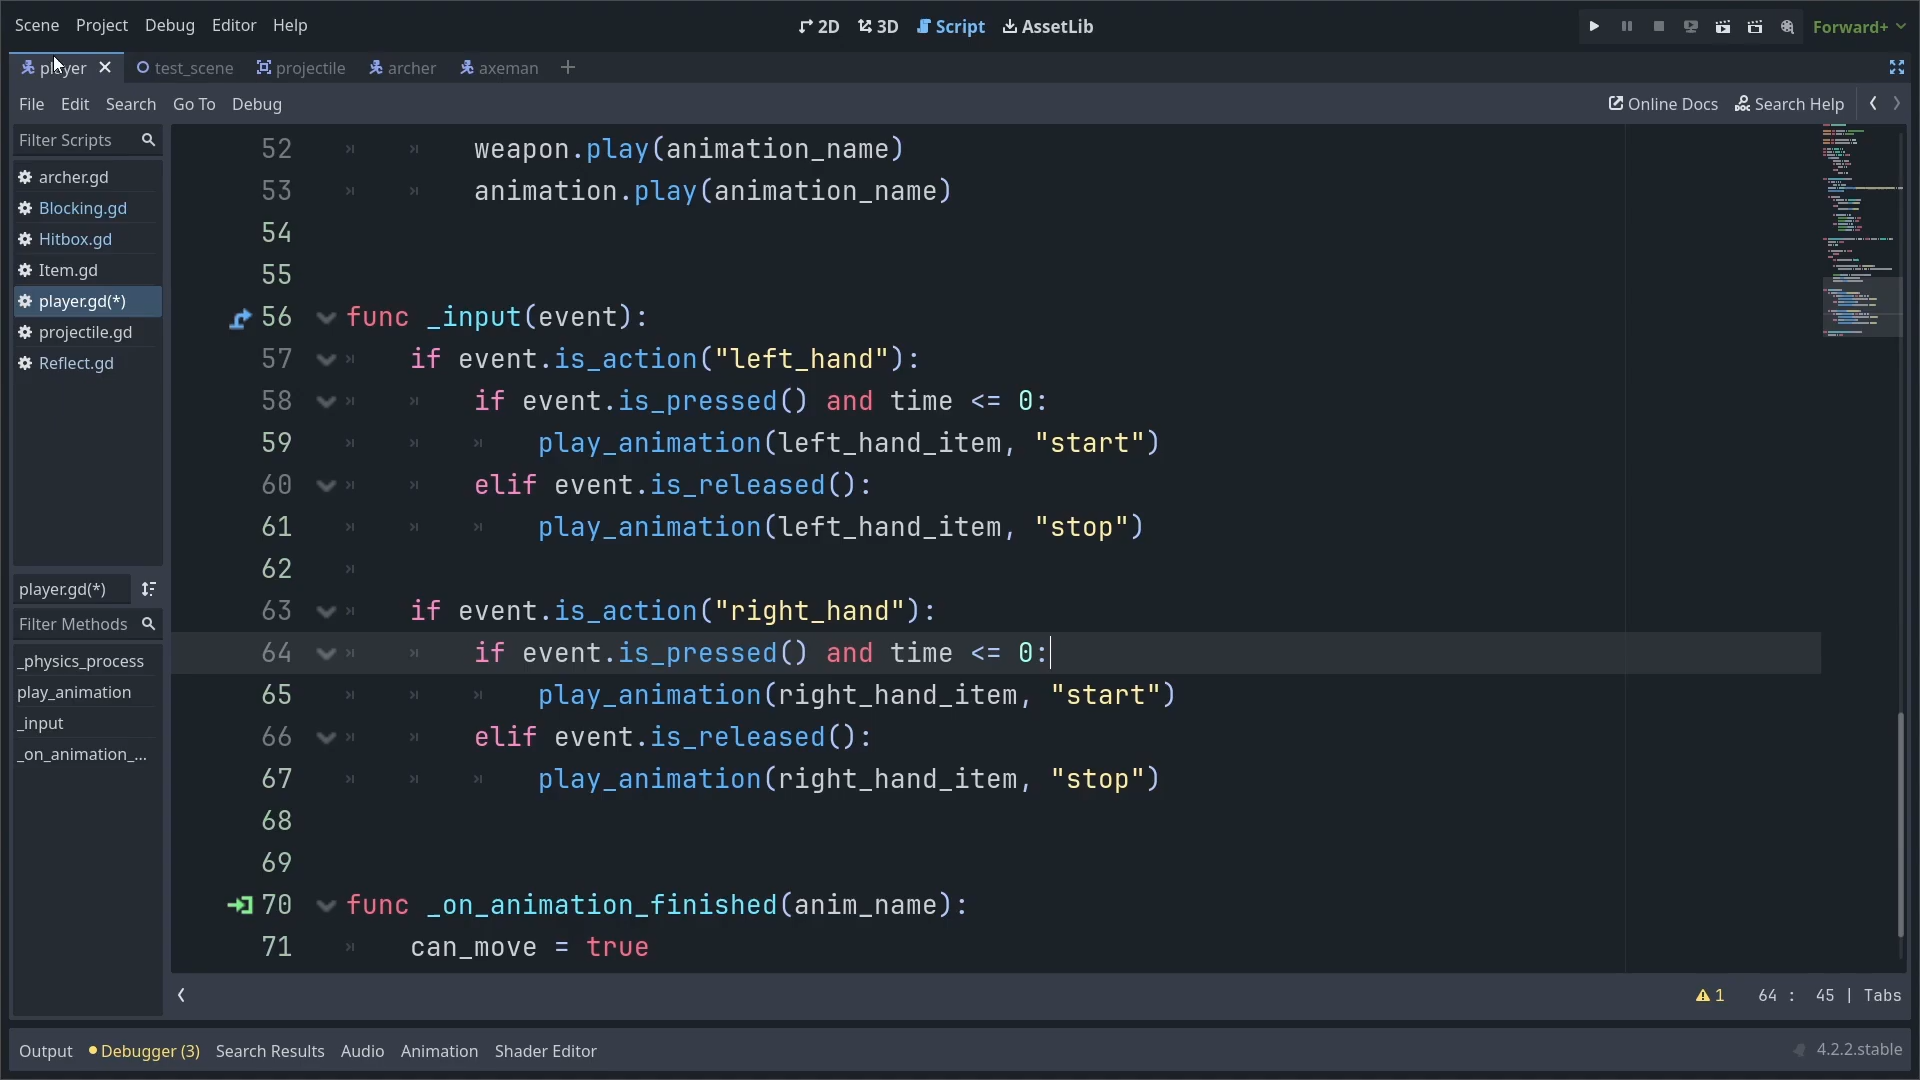 Scene Project Debug Editor Help
2D 3D Script AssetLib
Forward+
player test_scene projectile archer axeman
File Edit Search Go To Debug
Online Docs Search Help
Filter Scripts
archer.gd
Blocking.gd
Hitbox.gd
Item.gd
player.gd(*)
projectile.gd
Reflect.gd
player.gd(*)
Filter Methods
_physics_process
play_animation
_input
_on_animation_...
52 weapon.play(animation_name)
53 animation.play(animation_name)
54
55
56 func _input(event):
57 if event.is_action("left_hand"):
58 if event.is_pressed() and time <= 0:
59 play_animation(left_hand_item, "start")
60 elif event.is_released():
61 play_animation(left_hand_item, "stop")
62
63 if event.is_action("right_hand"):
64 if event.is_pressed() and time <= 0:
65 play_animation(right_hand_item, "start")
66 elif event.is_released():
67 play_animation(right_hand_item, "stop")
68
69
70 func _on_animation_finished(anim_name):
71 can_move = true
1 64 : 45 | Tabs
Output Debugger (3) Search Results Audio Animation Shader Editor
4.2.2.stable